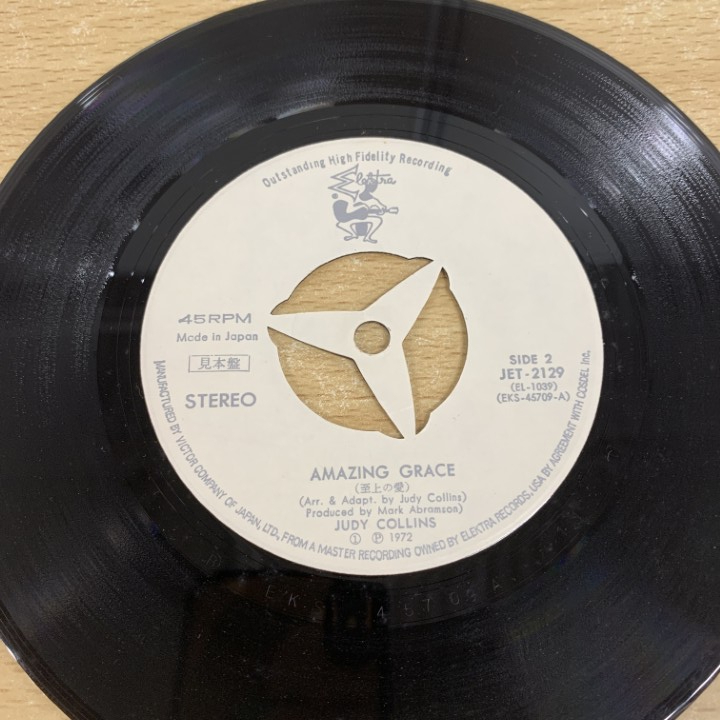 Outstanding High Fidelity Recording
Elektra
45RPM
Made in Japan
見本盤
STEREO
SIDE 2
JET-2129
(EL-1039)
(EKS-45709-A)
AMAZING GRACE
(至上の愛)
(Arr. & Adapt. by Judy Collins)
Produced by Mark Abramson)
JUDY COLLINS
① Ⓟ 1972
MANUFACTURED BY VICTOR COMPANY OF JAPAN, LTD., FROM A MASTER RECORDING OWNED BY ELEKTRA RECORDS, USA BY AGREEMENT WITH COSDEL Inc.
EKS 45709A